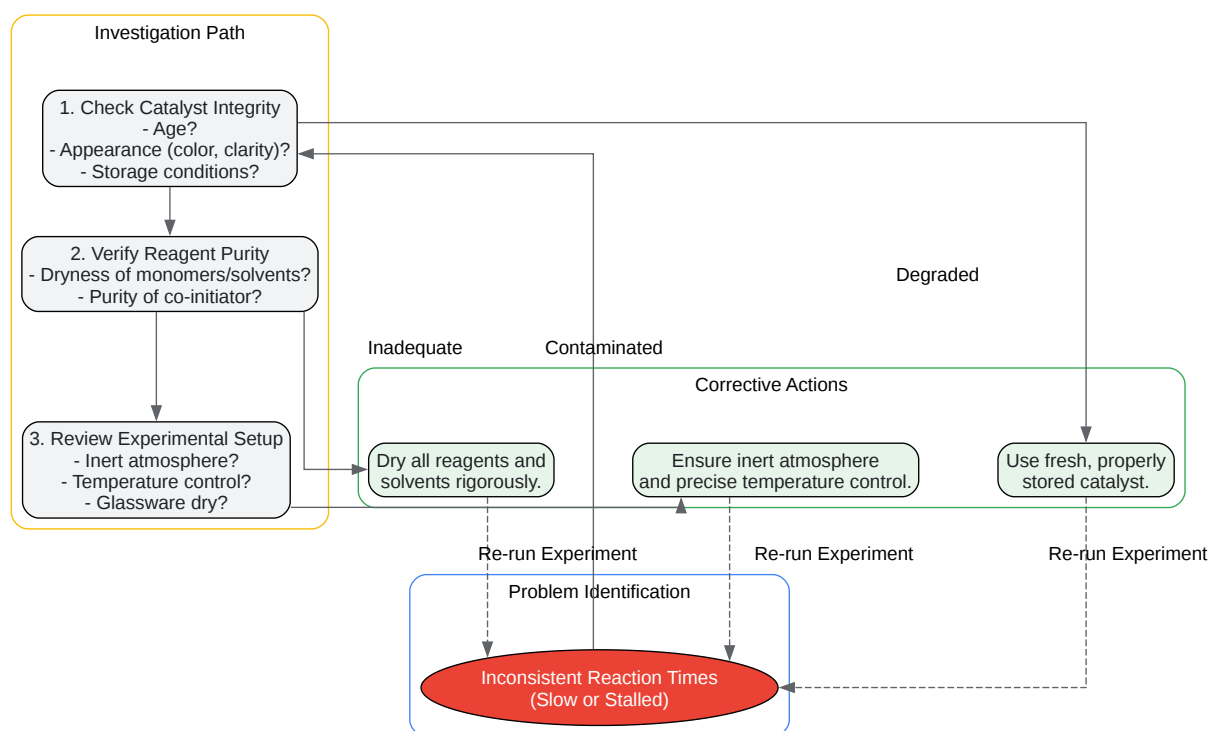 Investigation Path
1. Check Catalyst Integrity
- Age?
- Appearance (color, clarity)?
- Storage conditions?
2. Verify Reagent Purity
- Dryness of monomers/solvents?
- Purity of co-initiator?
3. Review Experimental Setup
- Inert atmosphere?
- Temperature control?
- Glassware dry?
Degraded
Inadequate
Contaminated
Corrective Actions
Dry all reagents and
solvents rigorously.
Ensure inert atmosphere
and precise temperature control.
Use fresh, properly
stored catalyst.
Re-run Experiment
Re-run Experiment
Re-run Experiment
Problem Identification
Inconsistent Reaction Times
(Slow or Stalled)